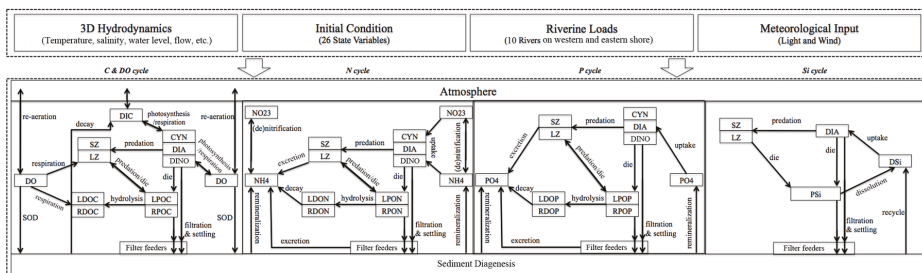 3D Hydrodynamics
(Temperature, salinity, water level, flow, etc.)
Initial Condition
(26 State Variables)
Riverine Loads
(10 Rivers on western and eastern shore)
Meteorological Input
(Light and Wind)
C & DO cycle
N cycle
P cycle
Si cycle
Atmosphere
re-aeration
decay
DIC
photosynthesis
/respiration
re-aeration
CYN
DIA
DINO
SZ
LZ
predation
photosynthesis
/respiration
respiration
predation/die
die
DO
DO
respiration
LDOC
RDOC
hydrolysis
LPOC
RPOC
SOD
SOD
filtration
& settling
Filter feeders
NO23
(de)nitrification
NO23
CYN
DIA
DINO
SZ
LZ
predation
uptake
(de)nitrification
excretion
predation/die
die
NH4
NH4
decay
LDON
RDON
hydrolysis
LPON
RPON
remineralization
remineralization
excretion
filtration
& settling
Filter feeders
CYN
DIA
DINO
SZ
LZ
predation
uptake
excretion
predation/die
die
PO4
PO4
decay
LDOP
RDOP
hydrolysis
LPOP
RPOP
remineralization
remineralization
excretion
filtration
& settling
Filter feeders
SZ
LZ
predation
DIA
uptake
die
die
DSi
PSi
dissolution
recycle
filtration
& settling
Filter feeders
Sediment Diagenesis